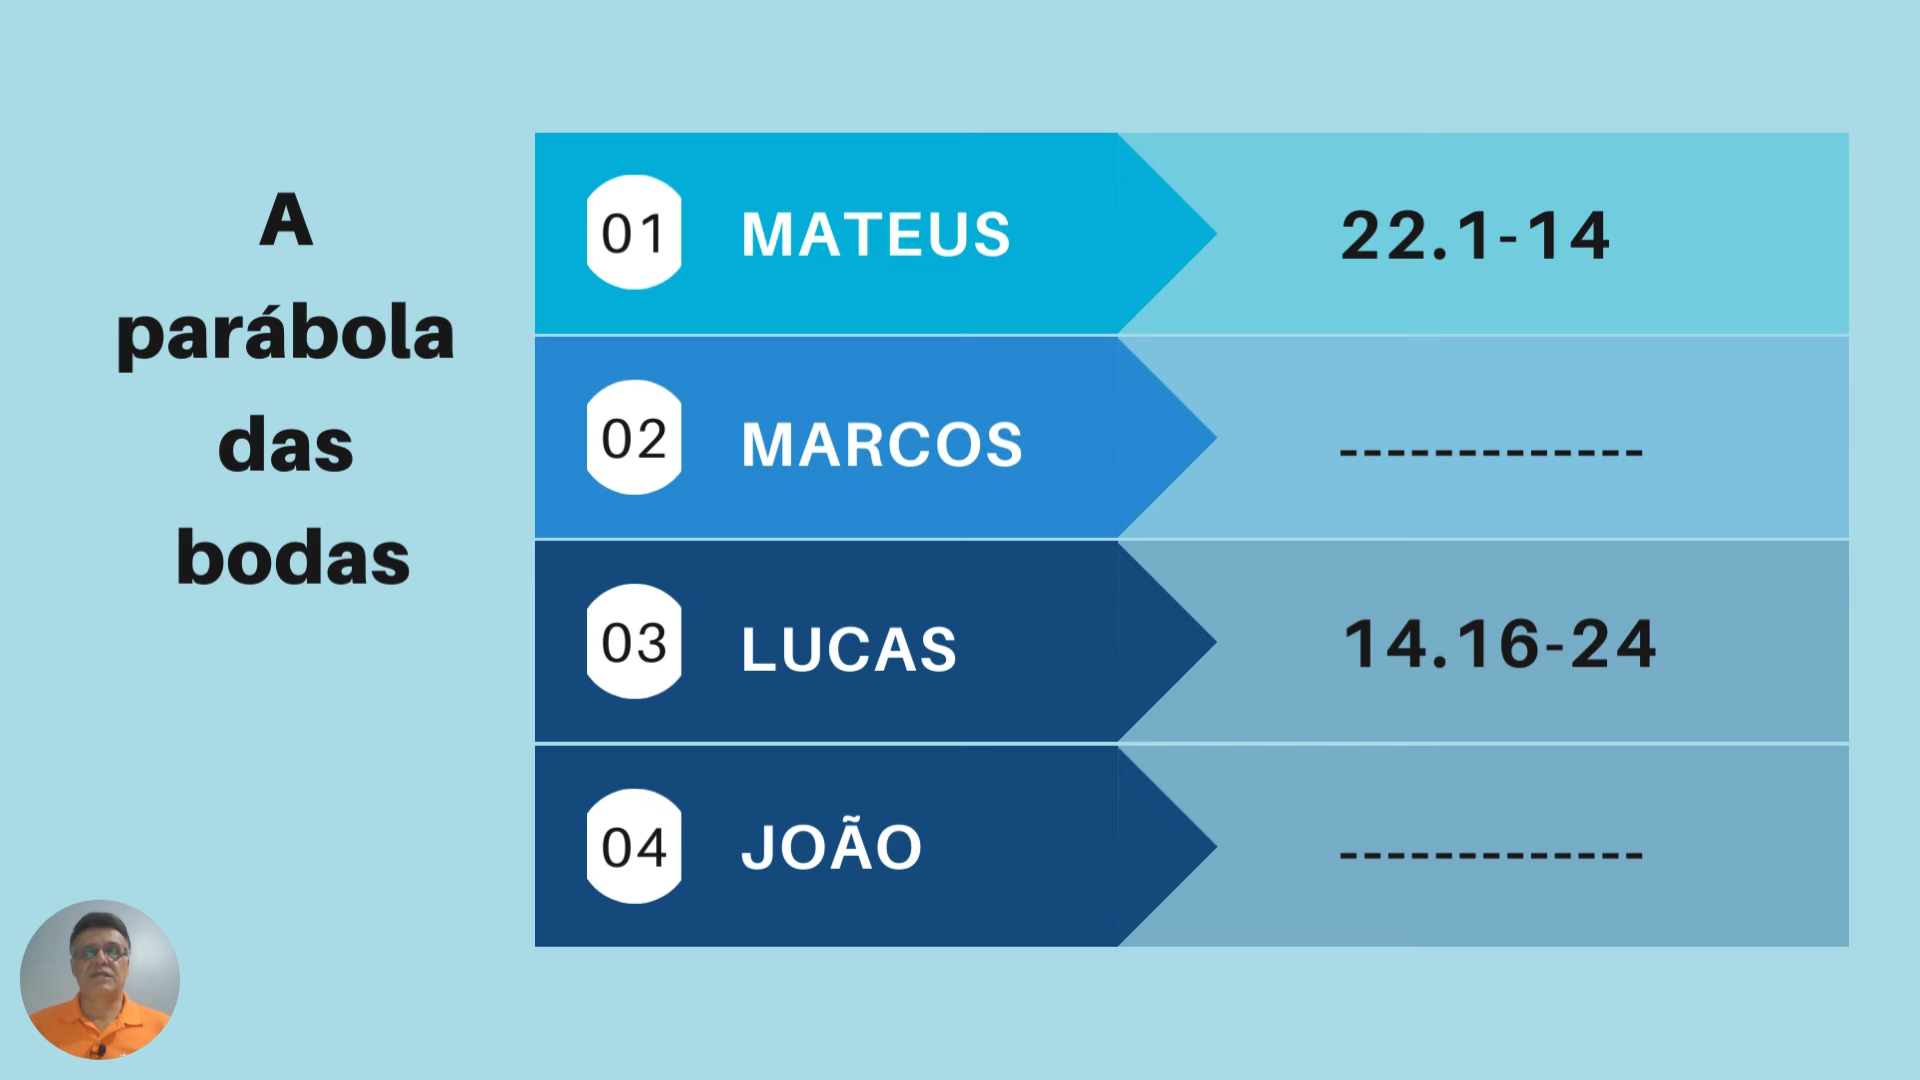 A
parábola
das
bodas
01 MATEUS 22.1-14
02 MARCOS -------------
03 LUCAS 14.16-24
04 JOÃO -------------